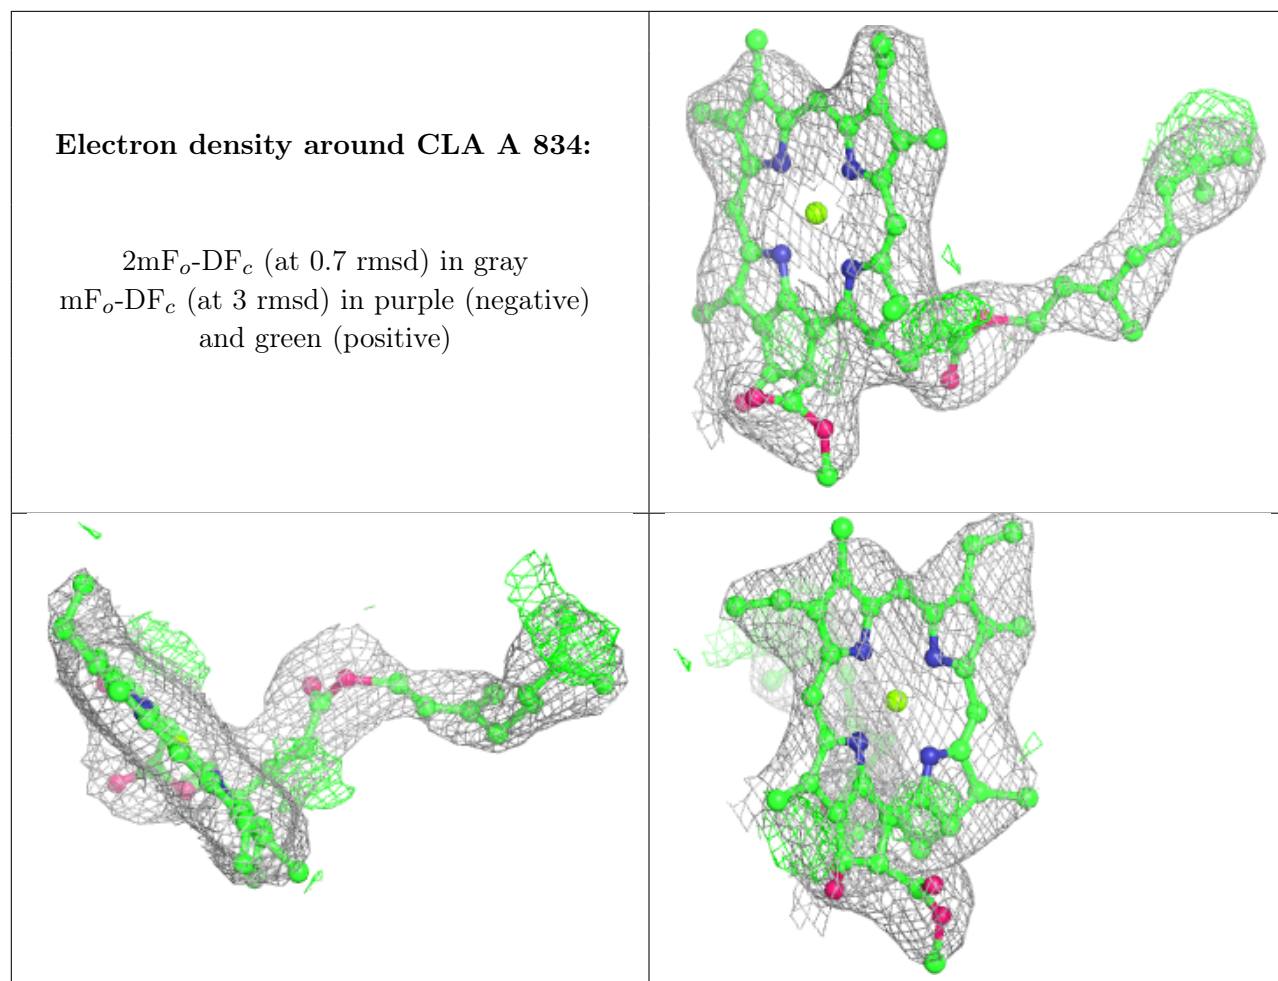 Electron density around CLA A 834:
2mFo-DFc (at 0.7 rmsd) in gray
mFo-DFc (at 3 rmsd) in purple (negative)
and green (positive)